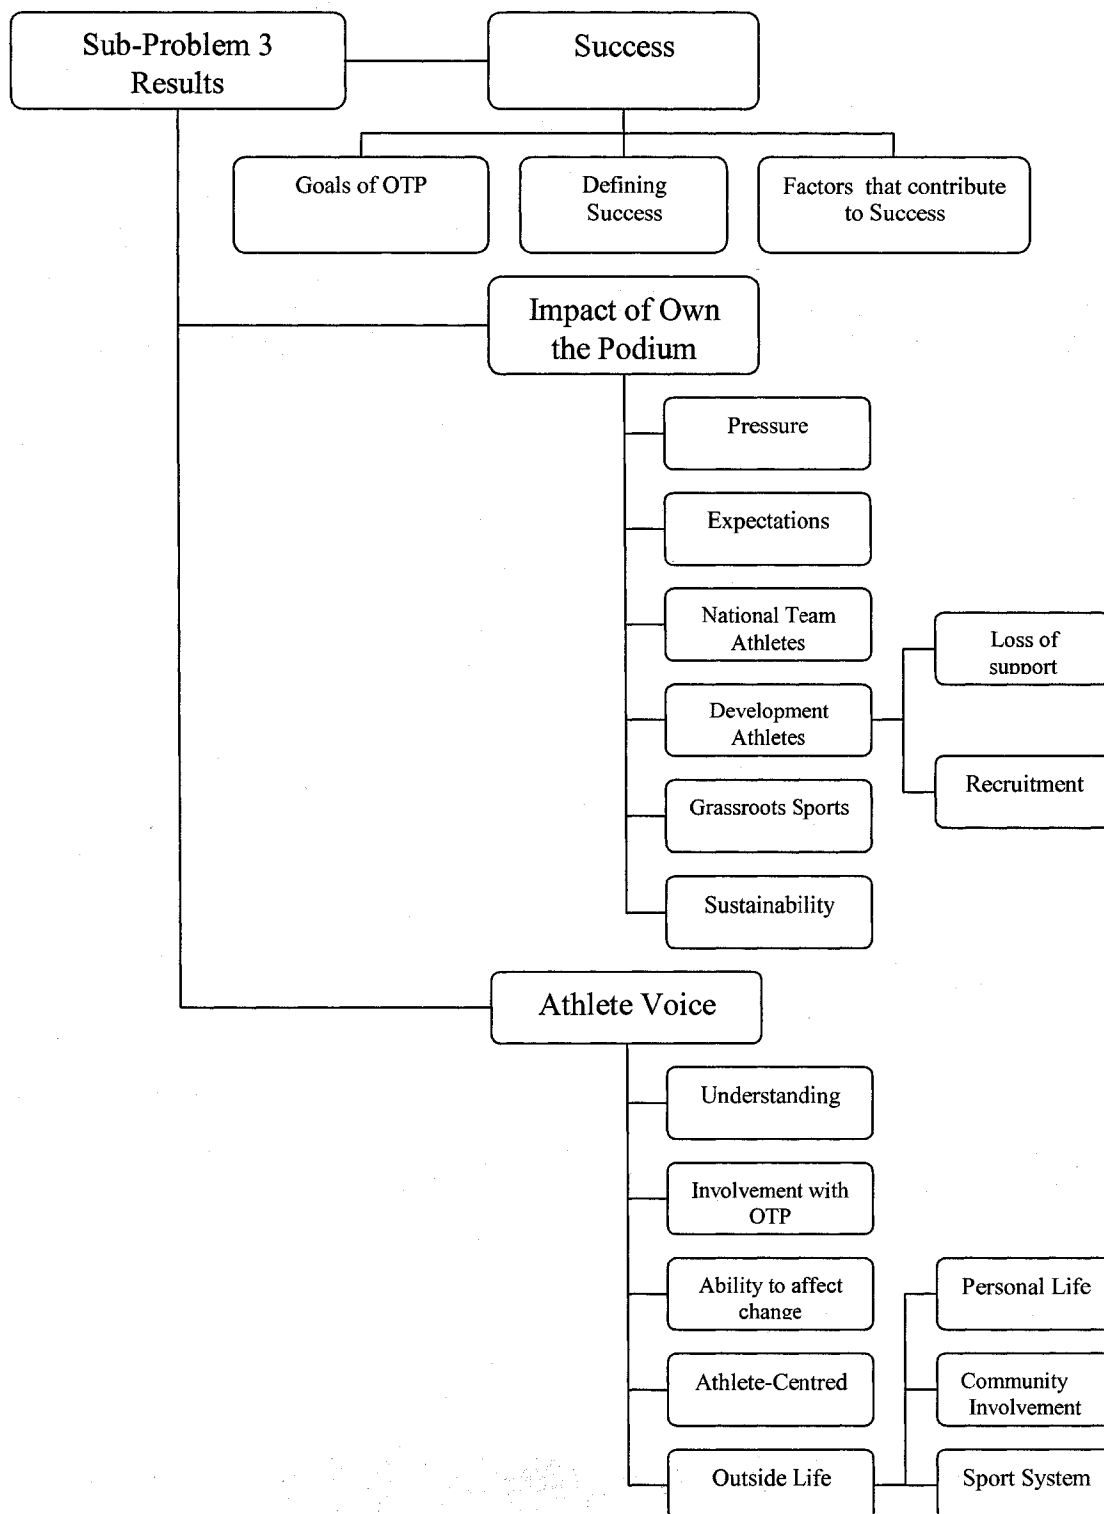 Sub-Problem 3
Results
Success
Goals of OTP
Defining
Success
Factors that contribute
to Success
Impact of Own
the Podium
Pressure
Expectations
National Team
Athletes
Development
Athletes
Loss of
support
Recruitment
Grassroots Sports
Sustainability
Athlete Voice
Understanding
Involvement with
OTP
Ability to affect
change
Athlete-Centred
Outside Life
Personal Life
Community
Involvement
Sport System